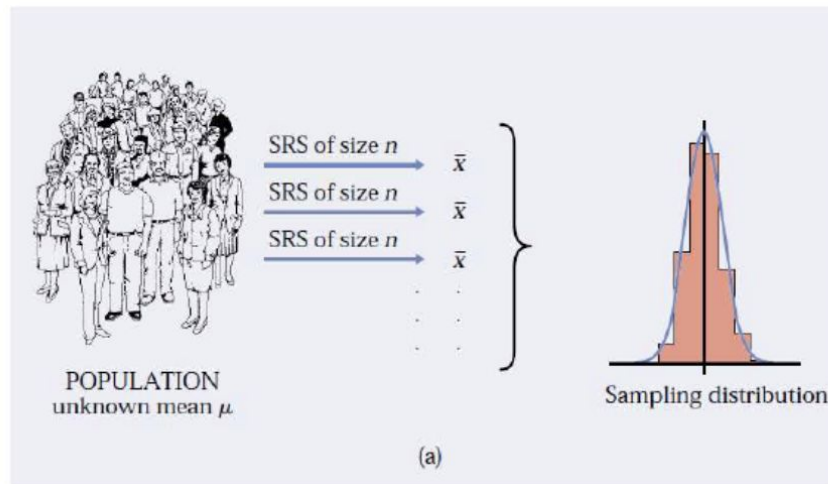 SRS of size n
x̄
SRS of size n
x̄
SRS of size n
x̄
POPULATION
unknown mean μ
Sampling distribution
(a)